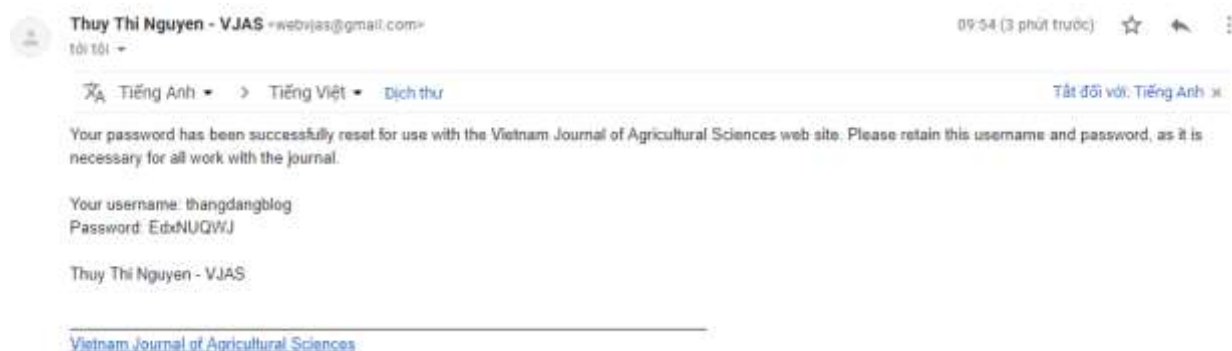 Thuy Thi Nguyen - VJAS <webvjas@gmail.com>
09:54 (3 phút trước)
tới tôi
Tiếng Anh > Tiếng Việt Dịch thư
Tắt đối với: Tiếng Anh x
Your password has been successfully reset for use with the Vietnam Journal of Agricultural Sciences web site. Please retain this username and password, as it is
necessary for all work with the journal.
Your username: thangdangblog
Password: EdxNUQWJ
Thuy Thi Nguyen - VJAS
Vietnam Journal of Agricultural Sciences